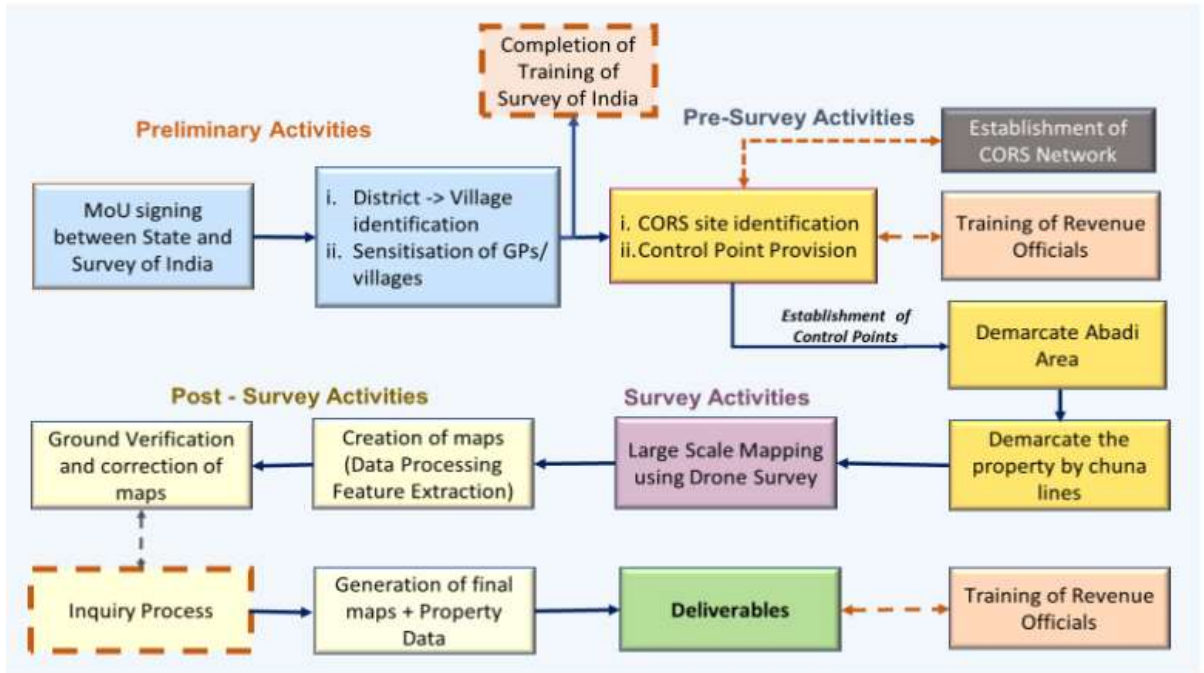 Completion of
Training of
Survey of India
Preliminary Activities
Pre-Survey Activities
Establishment of
CORS Network
MoU signing
between State and
Survey of India
i. District -> Village
identification
ii. Sensitisation of GPs/
villages
i. CORS site identification
ii.Control Point Provision
Training of Revenue
Officials
Establishment of
Control Points
Demarcate Abadi
Area
Post - Survey Activities
Survey Activities
Ground Verification
and correction of
maps
Creation of maps
(Data Processing
Feature Extraction)
Large Scale Mapping
using Drone Survey
Demarcate the
property by chuna
lines
Inquiry Process
Generation of final
maps + Property
Data
Deliverables
Training of Revenue
Officials